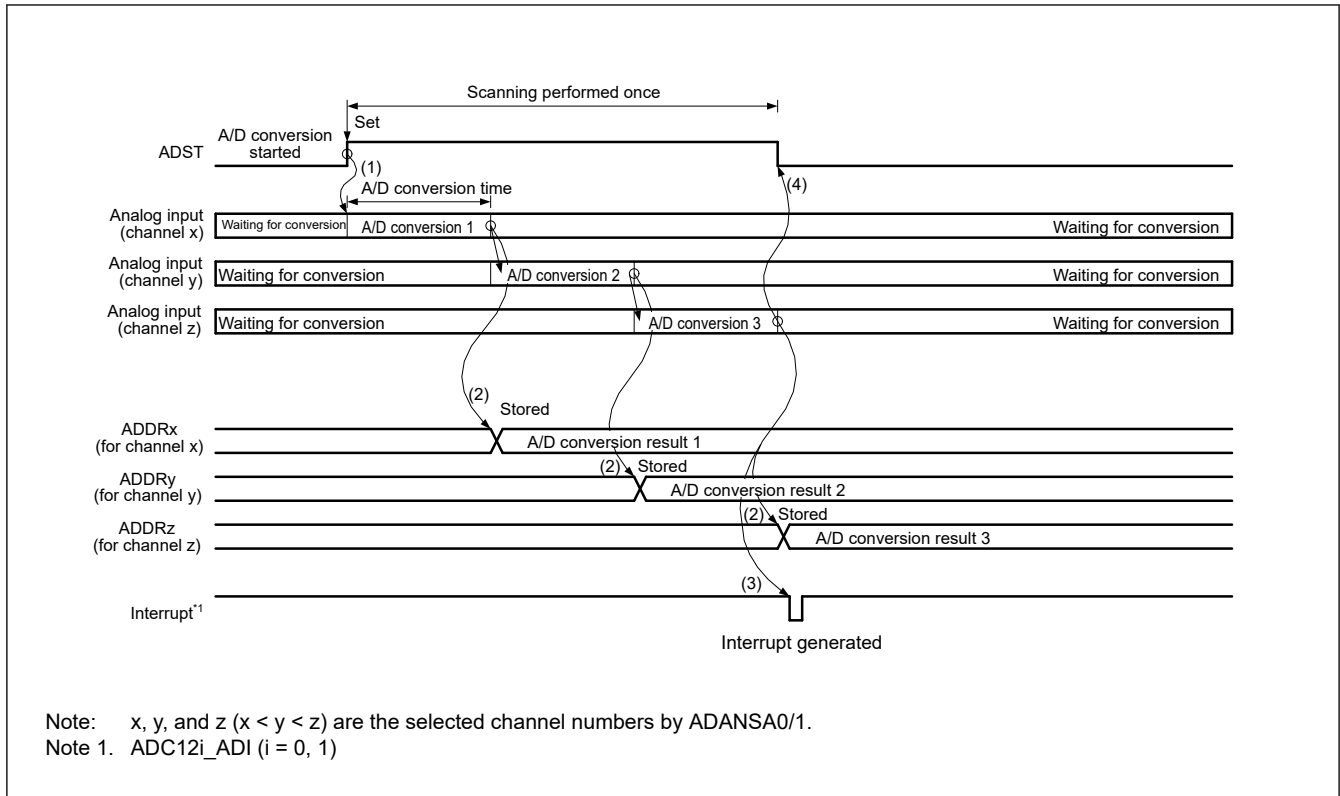 Scanning performed once
Set
A/D conversion
started
ADST
(1)
(4)
A/D conversion time
Analog input
(channel x)
Waiting for conversion
A/D conversion 1
Waiting for conversion
Analog input
(channel y)
Waiting for conversion
A/D conversion 2
Waiting for conversion
Analog input
(channel z)
Waiting for conversion
A/D conversion 3
Waiting for conversion
(2)
Stored
ADDRx
(for channel x)
A/D conversion result 1
(2)
Stored
ADDRy
(for channel y)
A/D conversion result 2
(2)
Stored
ADDRz
(for channel z)
A/D conversion result 3
(3)
Interrupt*1
Interrupt generated
Note: x, y, and z (x < y < z) are the selected channel numbers by ADANSA0/1.
Note 1. ADC12i_ADI (i = 0, 1)